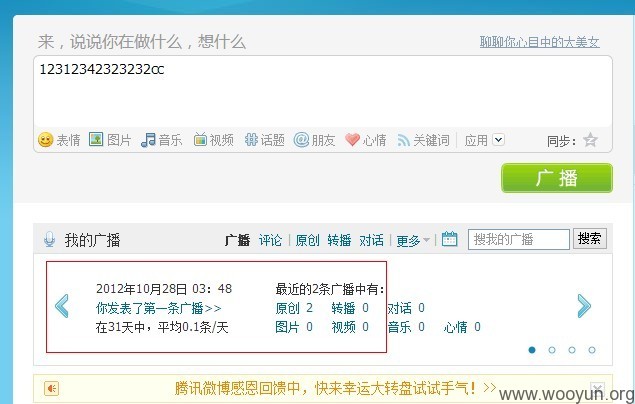 来，说说你在做什么，想什么 聊聊你心目中的大美女
12312342323232cc
表情 图片 音乐 视频 话题 朋友 心情 关键词 应用 同步：
广 播
我的广播 广播 评论 | 原创 转播 对话 | 更多 | 搜我的广播 搜索
2012年10月28日 03：48 最近的2条广播中有：
你发表了第一条广播>> 原创 2 转播 0 对话 0
在31天中，平均0.1条/天 图片 0 视频 0 音乐 0 心情 0
腾讯微博感恩回馈中，快来幸运大转盘试试手气！>>
www.wooyun.org